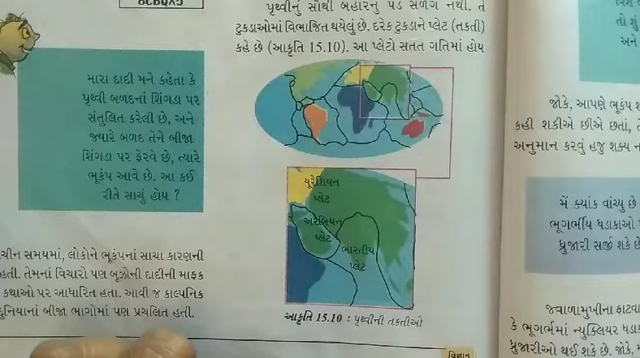 પૃથ્વીનું સૌથી બહારનું પડ સળંગ નથી. તે
ટુકડાઓમાં વિભાજિત થયેલું છે. દરેક ટુકડાને પ્લેટ (તકતી)
કહે છે (આકૃતિ 15.10). આ પ્લેટો સતત ગતિમાં હોય
મારા દાદી મને કહેતા કે
પૃથ્વી બળદનાં શિંગડા પર
સંતુલિત કરેલી છે, અને
જ્યારે બળદ તેને બીજા
શિંગડા પર ફેરવે છે, ત્યારે
ભૂકંપ આવે છે. આ કઈ
રીતે સાચું હોય ?
યુરેશિયન
પ્લેટ
અરેબિયન
પ્લેટ
ભારતીય
પ્લેટ
આકૃતિ 15.10 : પૃથ્વીની તકતીઓ
ચીન સમયમાં, લોકોને ભૂકંપનાં સાચા કારણની
હતી. તેમનાં વિચારો પણ બૂઝોની દાદીની માફક
કથાઓ પર આધારિત હતા. આવી જ કાલ્પનિક
દુનિયાનાં બીજા ભાગોમાં પણ પ્રચલિત હતી.
વિજ્ઞાન
તો શું
અને
જોકે, આપણે ભૂકંપ
કહી શકીએ છીએ છતાં,
અનુમાન કરવું હજુ શક્ય
મેં ક્યાંક વાંચ્યુ છે
ભૂગર્ભીય ધડાકાઓ
ધ્રુજારી સર્જી શકે છે
જ્વાળામુખીના ફાટવા
કે ભૂગર્ભમાં ન્યુક્લિયર
ધ્રુજારીઓ થઈ શકે છે. જોકે,